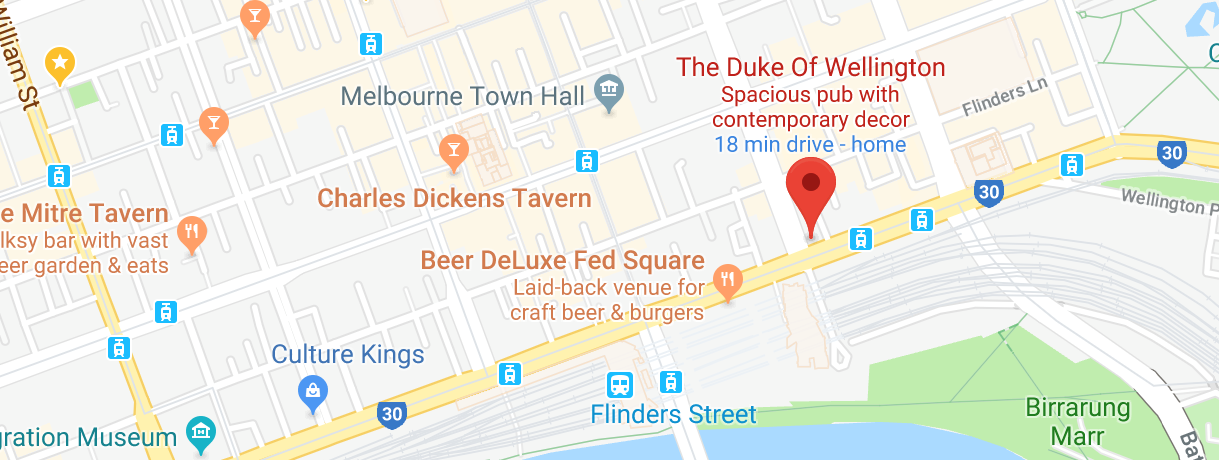 William St
The Duke Of Wellington
Spacious pub with
contemporary decor
18 min drive - home
Melbourne Town Hall
Flinders Ln
30
30
Charles Dickens Tavern
Wellington P
e Mitre Tavern
lksy bar with vast
eer garden & eats
Beer DeLuxe Fed Square
Laid-back venue for
craft beer & burgers
Culture Kings
30
Flinders Street
Birrarung
Marr
gration Museum
Bat